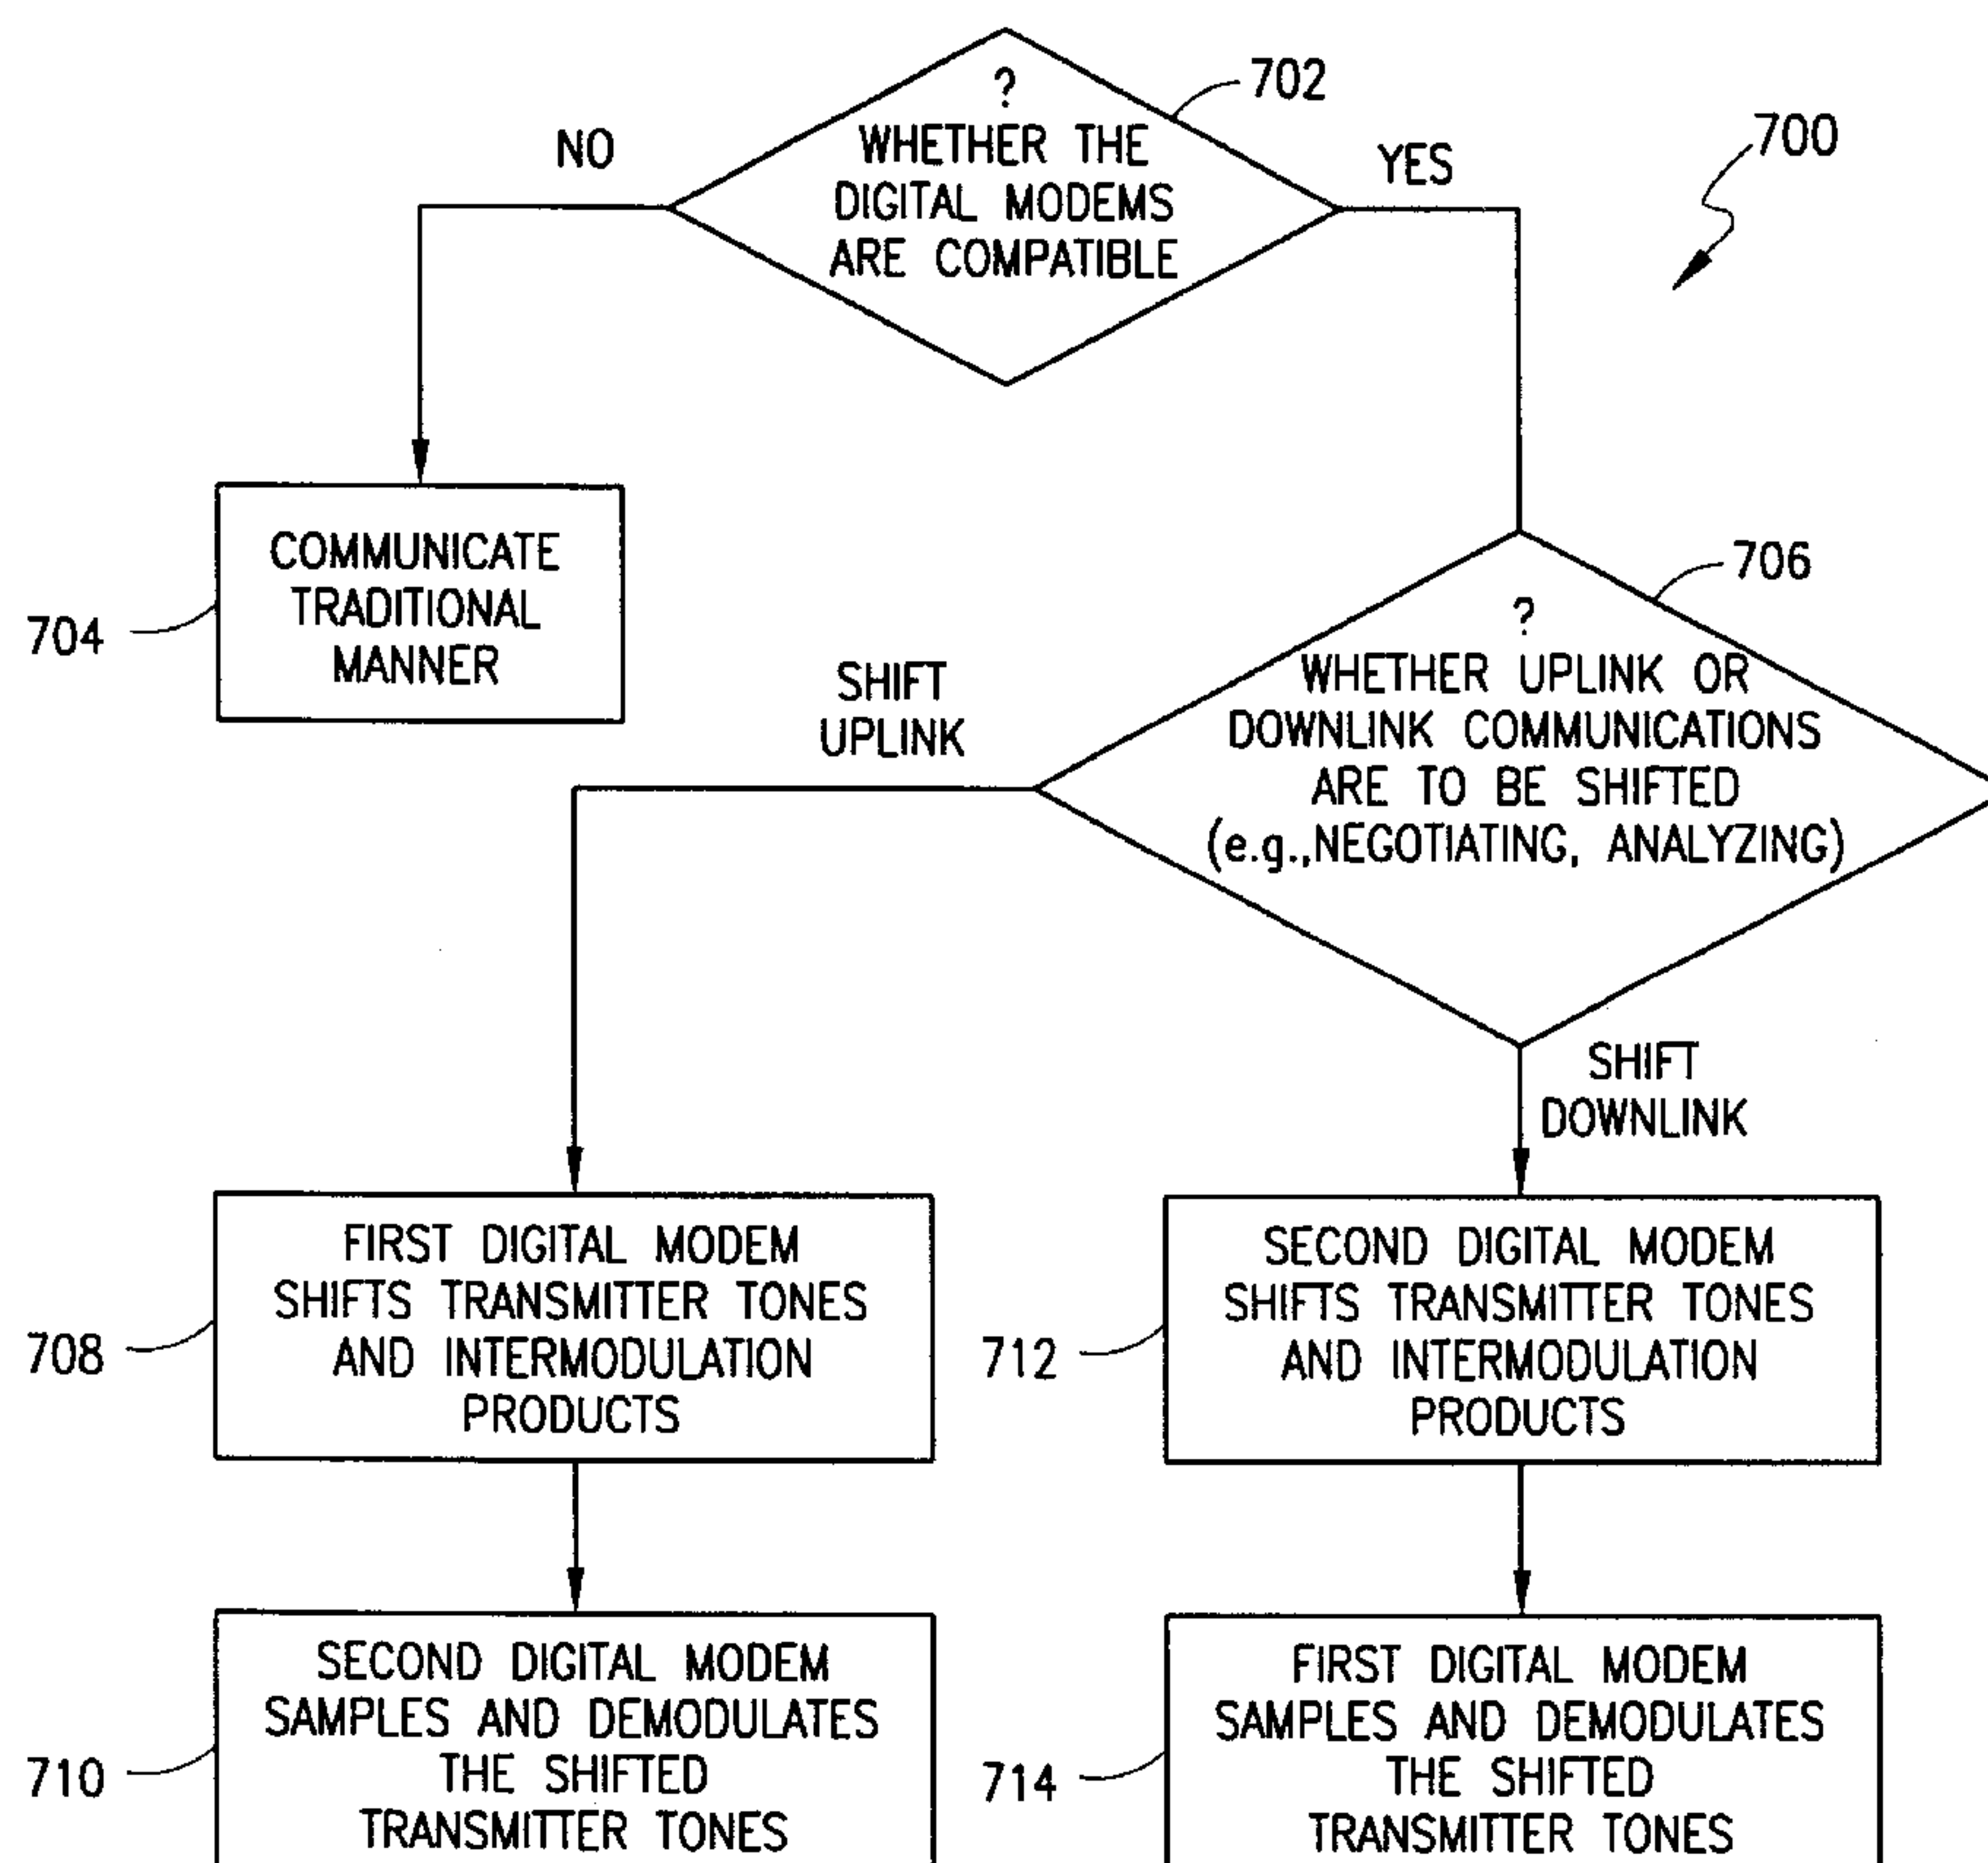 702
700
NO
YES
?
WHETHER THE
DIGITAL MODEMS
ARE COMPATIBLE
704
COMMUNICATE
TRADITIONAL
MANNER
706
?
WHETHER UPLINK OR
DOWNLINK COMMUNICATIONS
ARE TO BE SHIFTED
(e.g.,NEGOTIATING, ANALYZING)
SHIFT
UPLINK
SHIFT
DOWNLINK
708
FIRST DIGITAL MODEM
SHIFTS TRANSMITTER TONES
AND INTERMODULATION
PRODUCTS
712
SECOND DIGITAL MODEM
SHIFTS TRANSMITTER TONES
AND INTERMODULATION
PRODUCTS
710
SECOND DIGITAL MODEM
SAMPLES AND DEMODULATES
THE SHIFTED
TRANSMITTER TONES
714
FIRST DIGITAL MODEM
SAMPLES AND DEMODULATES
THE SHIFTED
TRANSMITTER TONES